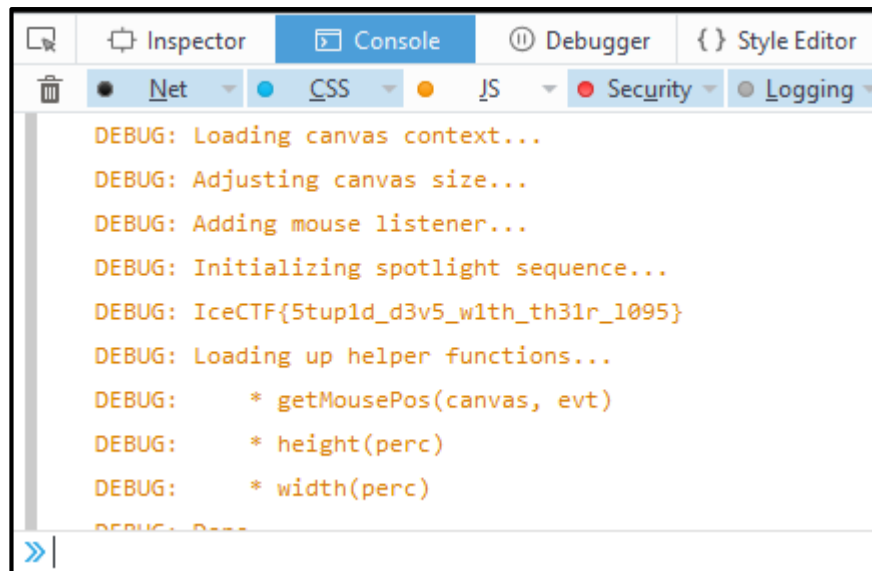 Inspector Console Debugger { } Style Editor
Net CSS JS Security Logging
DEBUG: Loading canvas context...
DEBUG: Adjusting canvas size...
DEBUG: Adding mouse listener...
DEBUG: Initializing spotlight sequence...
DEBUG: IceCTF{5tup1d_d3v5_w1th_th31r_l095}
DEBUG: Loading up helper functions...
DEBUG: * getMousePos(canvas, evt)
DEBUG: * height(perc)
DEBUG: * width(perc)
DEBUG: Done